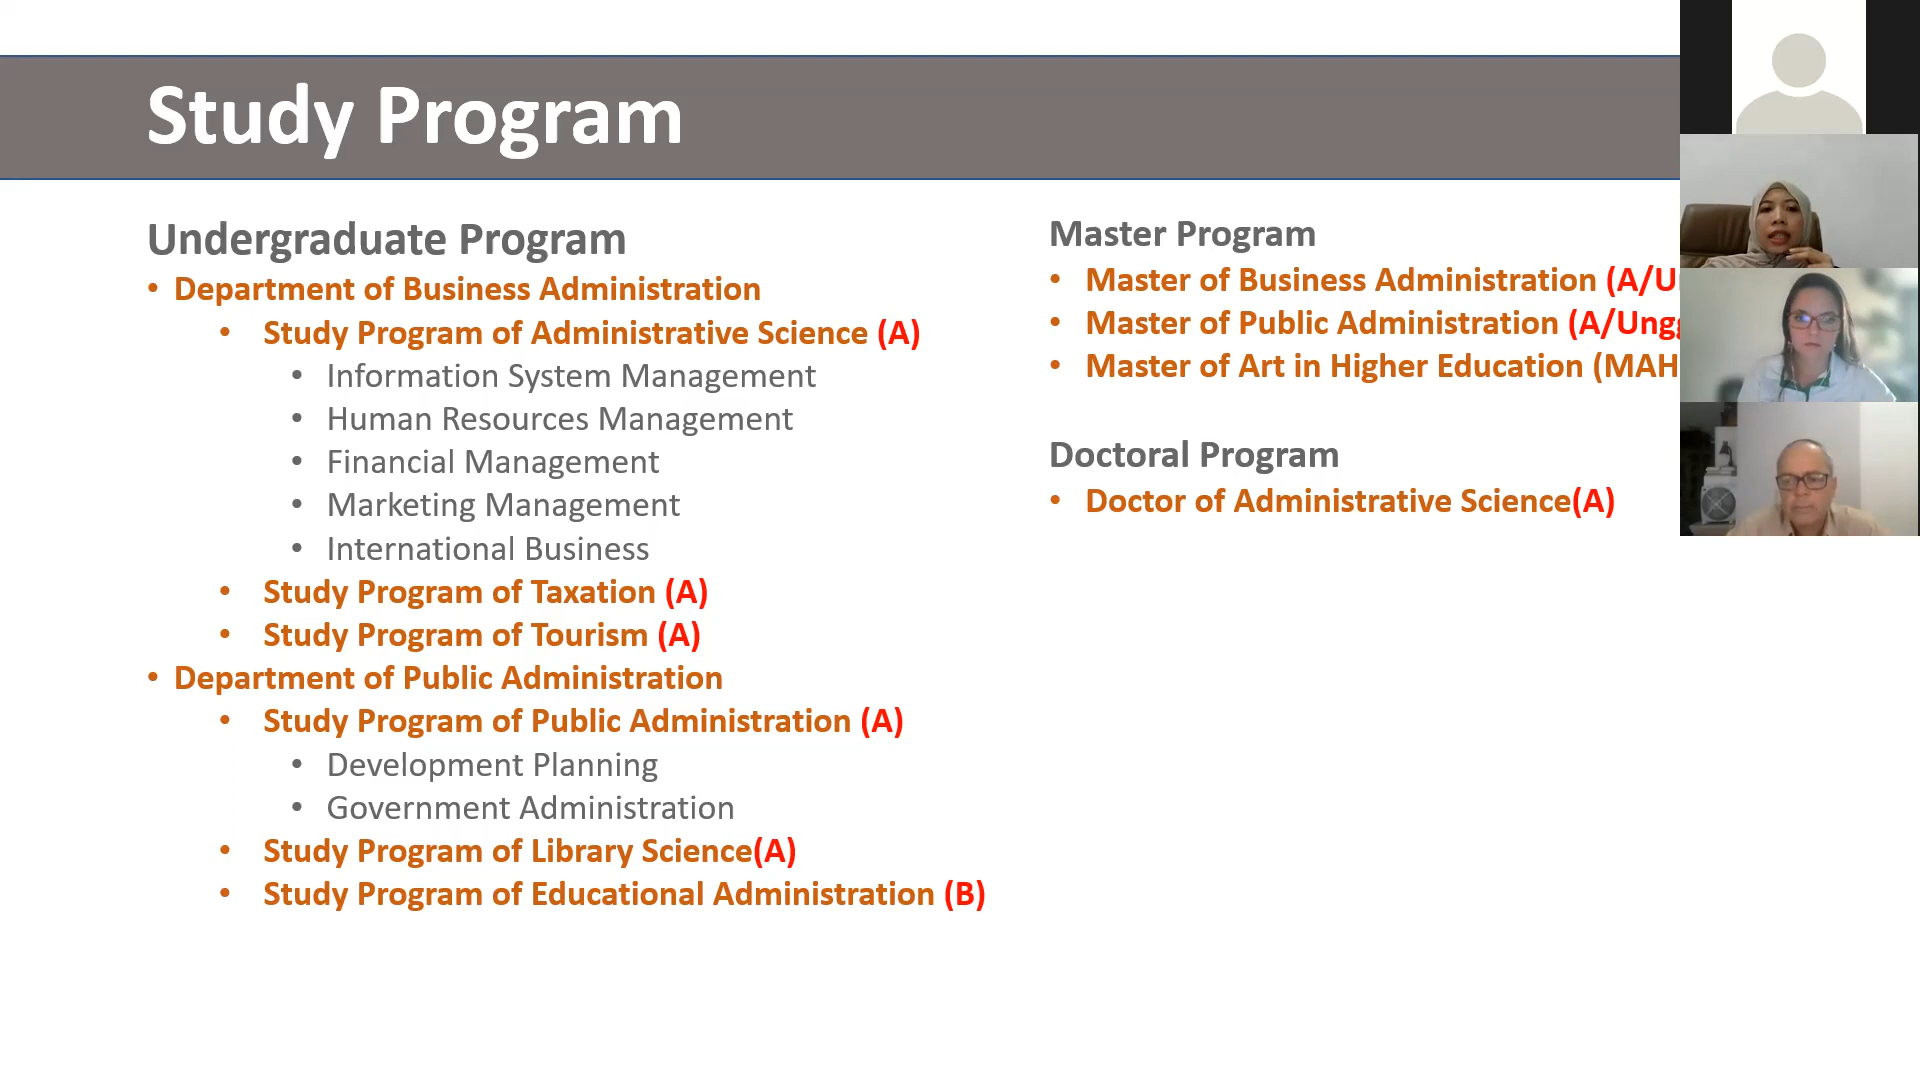 Study Program
Undergraduate Program
• Department of Business Administration
• Study Program of Administrative Science (A)
• Information System Management
• Human Resources Management
• Financial Management
• Marketing Management
• International Business
• Study Program of Taxation (A)
• Study Program of Tourism (A)
• Department of Public Administration
• Study Program of Public Administration (A)
• Development Planning
• Government Administration
• Study Program of Library Science(A)
• Study Program of Educational Administration (B)
Master Program
• Master of Business Administration
• Master of Public Administration
• Master of Art in Higher Education
Doctoral Program
• Doctor of Administrative Science(A)